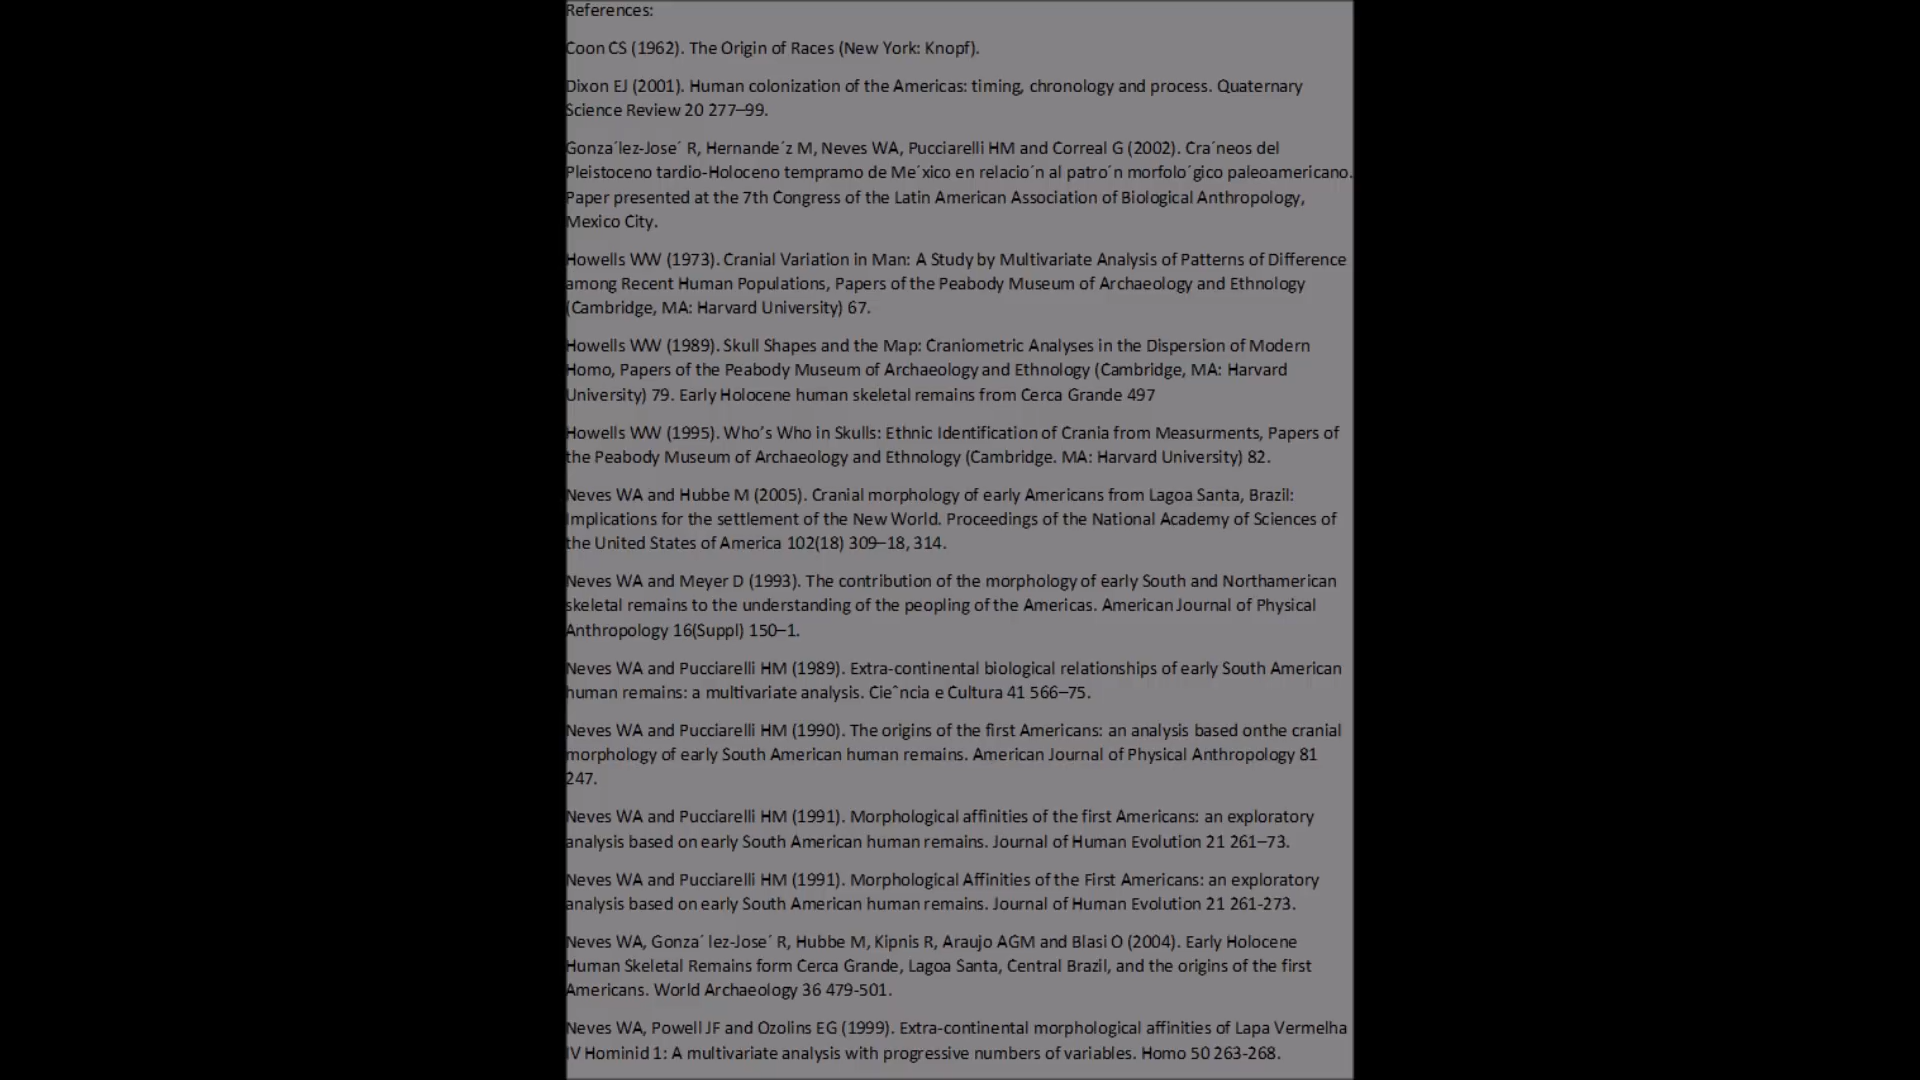 References:
Coon CS (1962). The Origin of Races (New York: Knopf).
Dixon EJ (2001). Human colonization of the Americas: timing, chronology and process. Quaternary
Science Review 20 277–99.
Gonza´lez-Jose´ R, Hernande´z M, Neves WA, Pucciarelli HM and Correal G (2002). Cra´neos del
Pleistoceno tardio-Holoceno tempramo de Me´xico en relacio´n al patro´n morfolo´gico paleoamericano.
Paper presented at the 7th Congress of the Latin American Association of Biological Anthropology,
Mexico City.
Howells WW (1973). Cranial Variation in Man: A Study by Multivariate Analysis of Patterns of Difference
among Recent Human Populations, Papers of the Peabody Museum of Archaeology and Ethnology
(Cambridge, MA: Harvard University) 67.
Howells WW (1989). Skull Shapes and the Map: Craniometric Analyses in the Dispersion of Modern
Homo, Papers of the Peabody Museum of Archaeology and Ethnology (Cambridge, MA: Harvard
University) 79. Early Holocene human skeletal remains from Cerca Grande 497
Howells WW (1995). Who’s Who in Skulls: Ethnic Identification of Crania from Measurments, Papers of
the Peabody Museum of Archaeology and Ethnology (Cambridge. MA: Harvard University) 82.
Neves WA and Hubbe M (2005). Cranial morphology of early Americans from Lagoa Santa, Brazil:
Implications for the settlement of the New World. Proceedings of the National Academy of Sciences of
the United States of America 102(18) 309–18, 314.
Neves WA and Meyer D (1993). The contribution of the morphology of early South and Northamerican
skeletal remains to the understanding of the peopling of the Americas. American Journal of Physical
Anthropology 16(Suppl) 150–1.
Neves WA and Pucciarelli HM (1989). Extra-continental biological relationships of early South American
human remains: a multivariate analysis. Cieˆncia e Cultura 41 566–75.
Neves WA and Pucciarelli HM (1990). The origins of the first Americans: an analysis based onthe cranial
morphology of early South American human remains. American Journal of Physical Anthropology 81
247.
Neves WA and Pucciarelli HM (1991). Morphological affinities of the first Americans: an exploratory
analysis based on early South American human remains. Journal of Human Evolution 21 261–73.
Neves WA and Pucciarelli HM (1991). Morphological Affinities of the First Americans: an exploratory
analysis based on early South American human remains. Journal of Human Evolution 21 261-273.
Neves WA, Gonza´ lez-Jose´ R, Hubbe M, Kipnis R, Araujo AGM and Blasi O (2004). Early Holocene
Human Skeletal Remains form Cerca Grande, Lagoa Santa, Central Brazil, and the origins of the first
Americans. World Archaeology 36 479-501.
Neves WA, Powell JF and Ozolins EG (1999). Extra-continental morphological affinities of Lapa Vermelha
IV Hominid 1: A multivariate analysis with progressive numbers of variables. Homo 50 263-268.